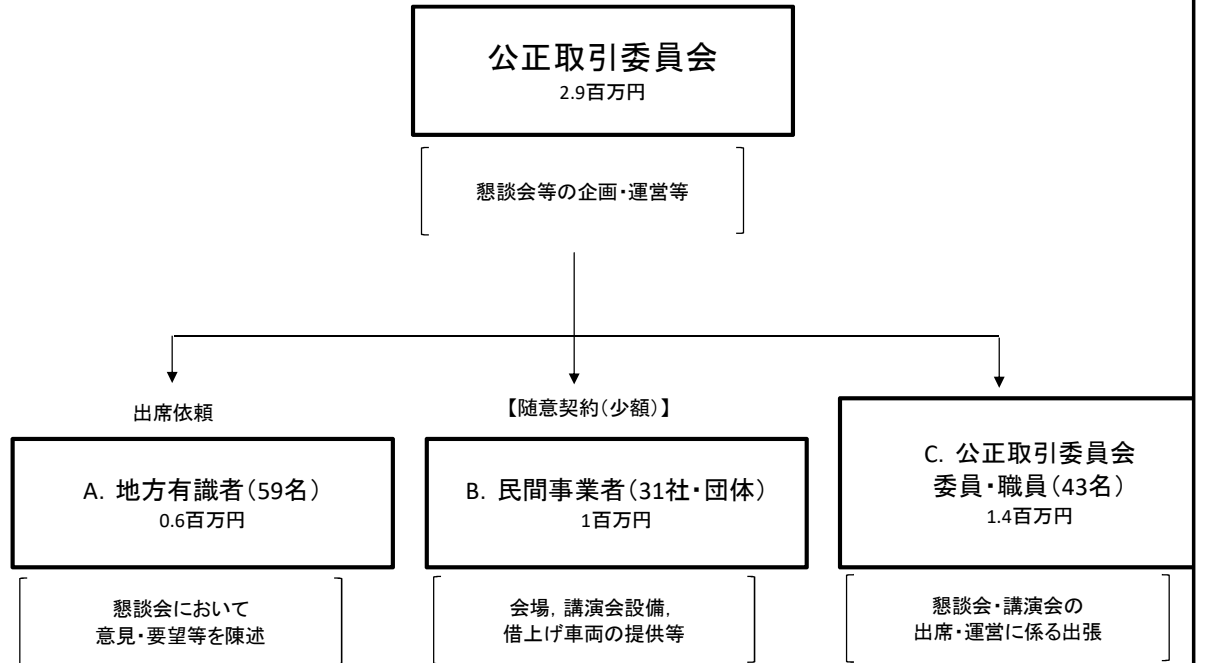 公正取引委員会
2.9百万円
懇談会等の企画・運営等
出席依頼
A. 地方有識者（59名）
0.6百万円
懇談会において
意見・要望等を陳述
【随意契約（少額）】
B. 民間事業者（31社・団体）
1百万円
会場，講演会設備，
借上げ車両の提供等
C. 公正取引委員会
委員・職員（43名）
1.4百万円
懇談会・講演会の
出席・運営に係る出張